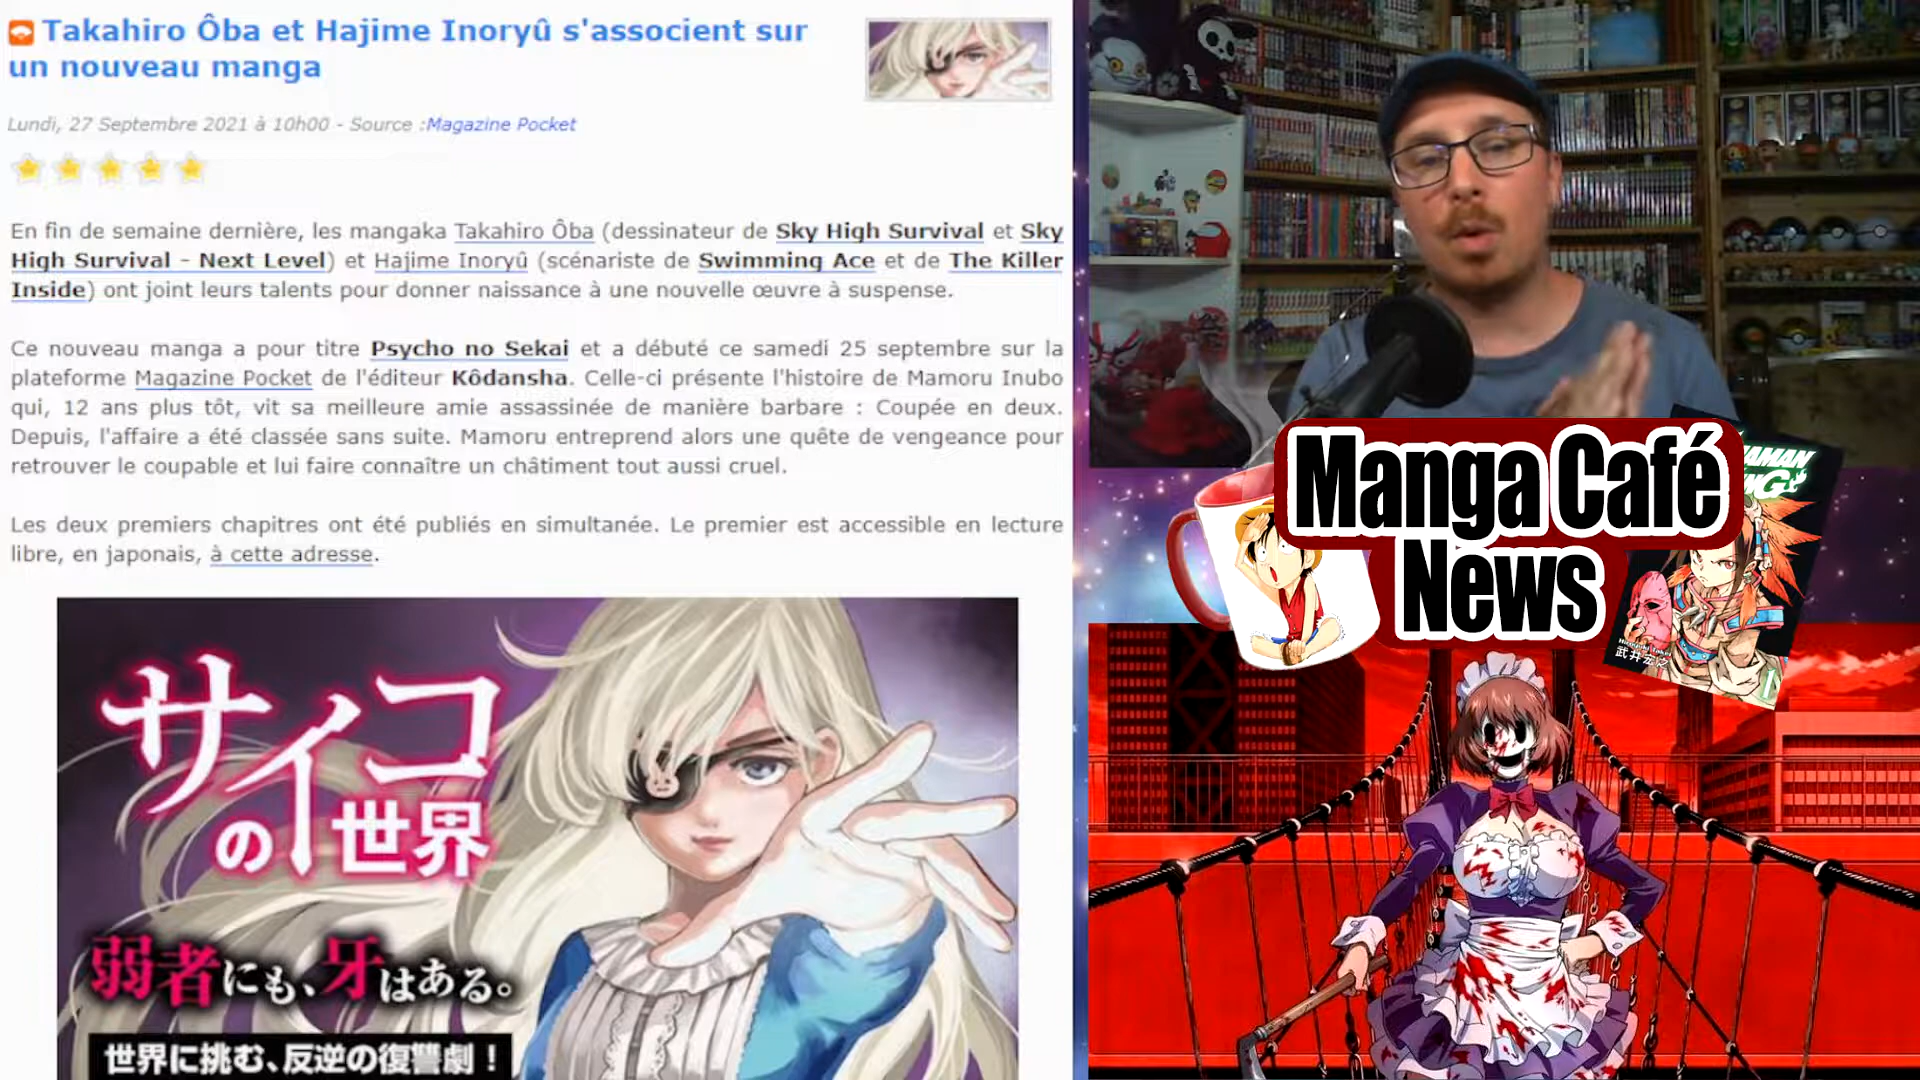 Takahiro Ôba et Hajime Inoryû s'associent sur
un nouveau manga
Lundi, 27 Septembre 2021 à 10h00 - Source :Magazine Pocket
En fin de semaine dernière, les mangaka Takahiro Ôba (dessinateur de Sky High Survival et Sky
High Survival - Next Level) et Hajime Inoryû (scénariste de Swimming Ace et de The Killer
Inside) ont joint leurs talents pour donner naissance à une nouvelle œuvre à suspense.
Ce nouveau manga a pour titre Psycho no Sekai et a débuté ce samedi 25 septembre sur la
plateforme Magazine Pocket de l'éditeur Kôdansha. Celle-ci présente l'histoire de Mamoru Inubo
qui, 12 ans plus tôt, vit sa meilleure amie assassinée de manière barbare : Coupée en deux.
Depuis, l'affaire a été classée sans suite. Mamoru entreprend alors une quête de vengeance pour
retrouver le coupable et lui faire connaître un châtiment tout aussi cruel.
Les deux premiers chapitres ont été publiés en simultanée. Le premier est accessible en lecture
libre, en japonais, à cette adresse.
サイコ
の世界
弱者にも、牙はある。
世界に挑む、反逆の復讐劇！
Manga Café
News
武井宏之
1